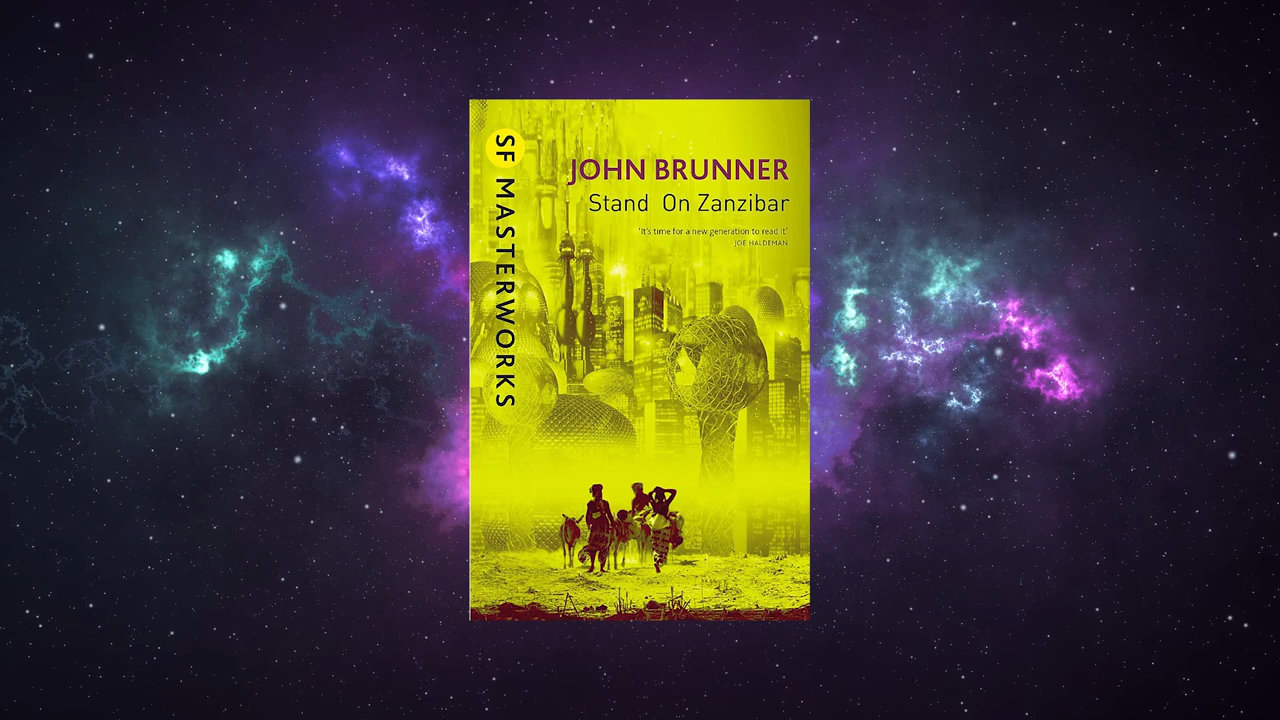 SF MASTERWORKS
JOHN BRUNNER
Stand On Zanzibar
'It's time for a new generation to read it'
JOE HALDEMAN